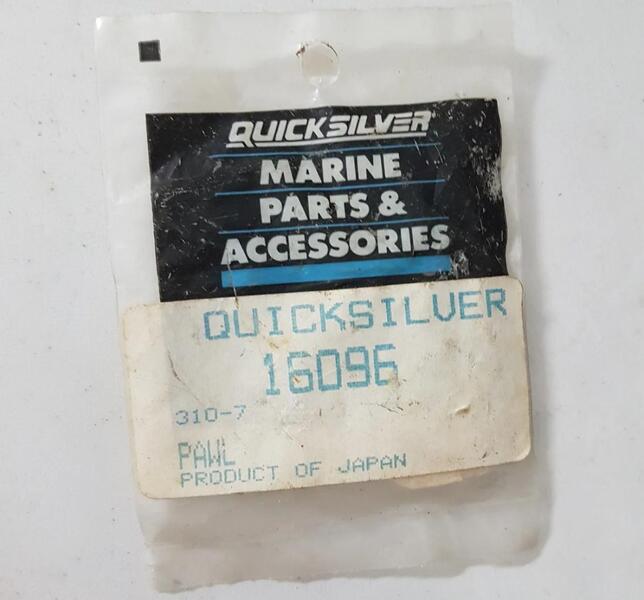 QUICKSILVER
MARINE
PARTS &
ACCESSORIES
QUICKSILVER
16096
310-7
PAWL
PRODUCT OF JAPAN